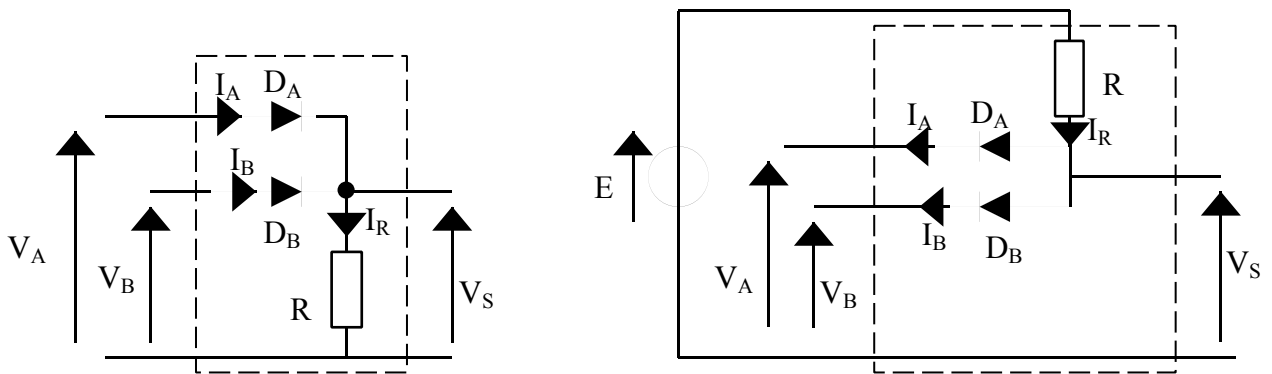 I_A D_A
I_B
D_B
I_R
V_A
V_B
R
V_S
R
I_R
I_A D_A
I_B D_B
E
V_A
V_B
V_S